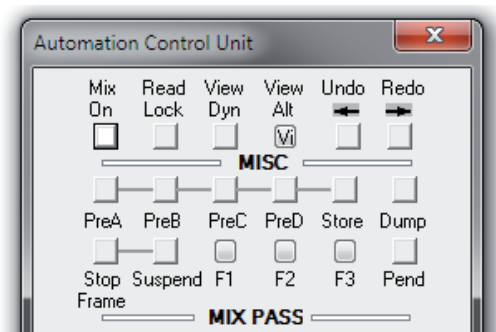 Automation Control Unit
X
Mix Read View View Undo Redo
On Lock Dyn Alt
Vi
MISC
PreA PreB PreC PreD Store Dump
Stop Suspend F1 F2 F3 Pend
Frame
MIX PASS